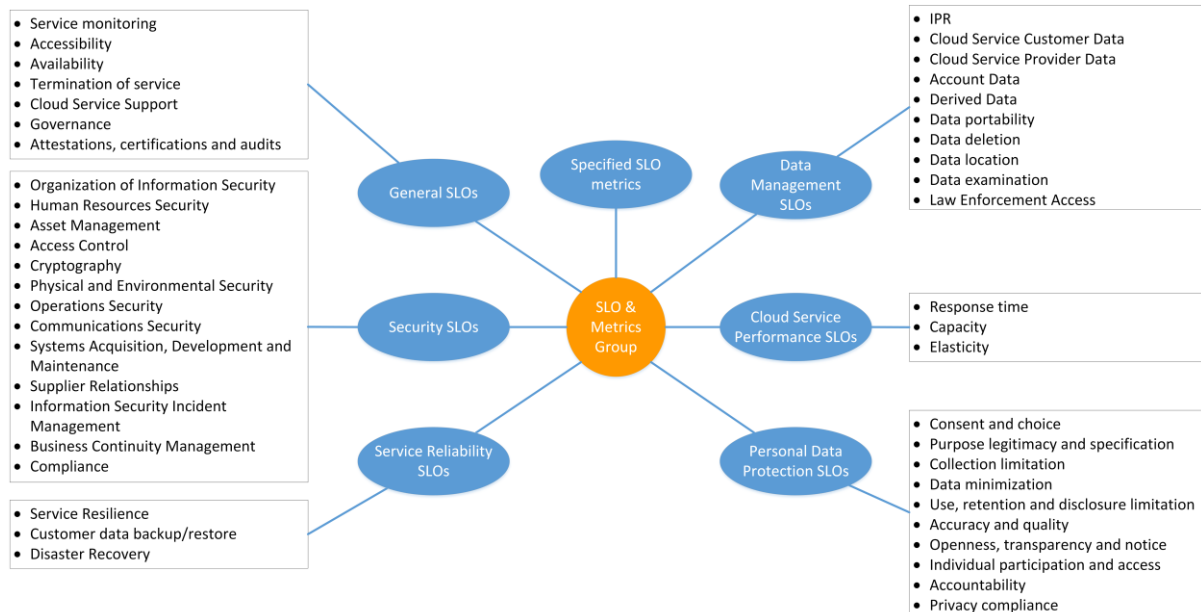 • Service monitoring
• Accessibility
• Availability
• Termination of service
• Cloud Service Support
• Governance
• Attestations, certifications and audits
• Organization of Information Security
• Human Resources Security
• Asset Management
• Access Control
• Cryptography
• Physical and Environmental Security
• Operations Security
• Communications Security
• Systems Acquisition, Development and
Maintenance
• Supplier Relationships
• Information Security Incident
Management
• Business Continuity Management
• Compliance
• Service Resilience
• Customer data backup/restore
• Disaster Recovery
General SLOs
Security SLOs
Service Reliability
SLOs
Specified SLO
metrics
SLO &
Metrics
Group
Data
Management
SLOs
Cloud Service
Performance SLOs
Personal Data
Protection SLOs
• IPR
• Cloud Service Customer Data
• Cloud Service Provider Data
• Account Data
• Derived Data
• Data portability
• Data deletion
• Data location
• Data examination
• Law Enforcement Access
• Response time
• Capacity
• Elasticity
• Consent and choice
• Purpose legitimacy and specification
• Collection limitation
• Data minimization
• Use, retention and disclosure limitation
• Accuracy and quality
• Openness, transparency and notice
• Individual participation and access
• Accountability
• Privacy compliance